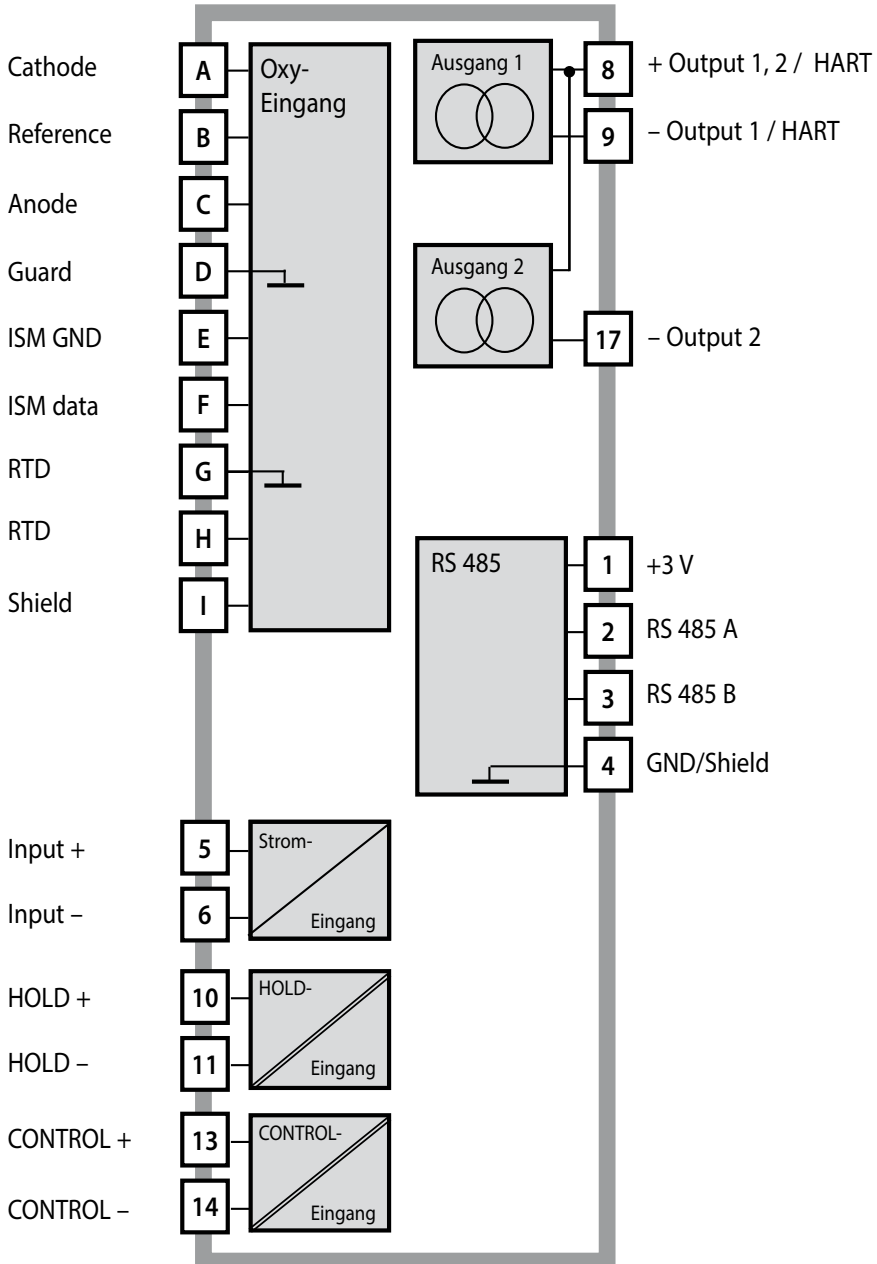 Cathode
A
Oxy-
Eingang
Reference
B
Anode
C
Guard
D
ISM GND
E
ISM data
F
RTD
G
RTD
H
Shield
I
Ausgang 1
8
+ Output 1, 2 / HART
9
– Output 1 / HART
Ausgang 2
17
– Output 2
RS 485
1
+3 V
2
RS 485 A
3
RS 485 B
4
GND/Shield
Input +
5
Strom-
Input –
6
Eingang
HOLD +
10
HOLD-
HOLD –
11
Eingang
CONTROL +
13
CONTROL-
CONTROL –
14
Eingang